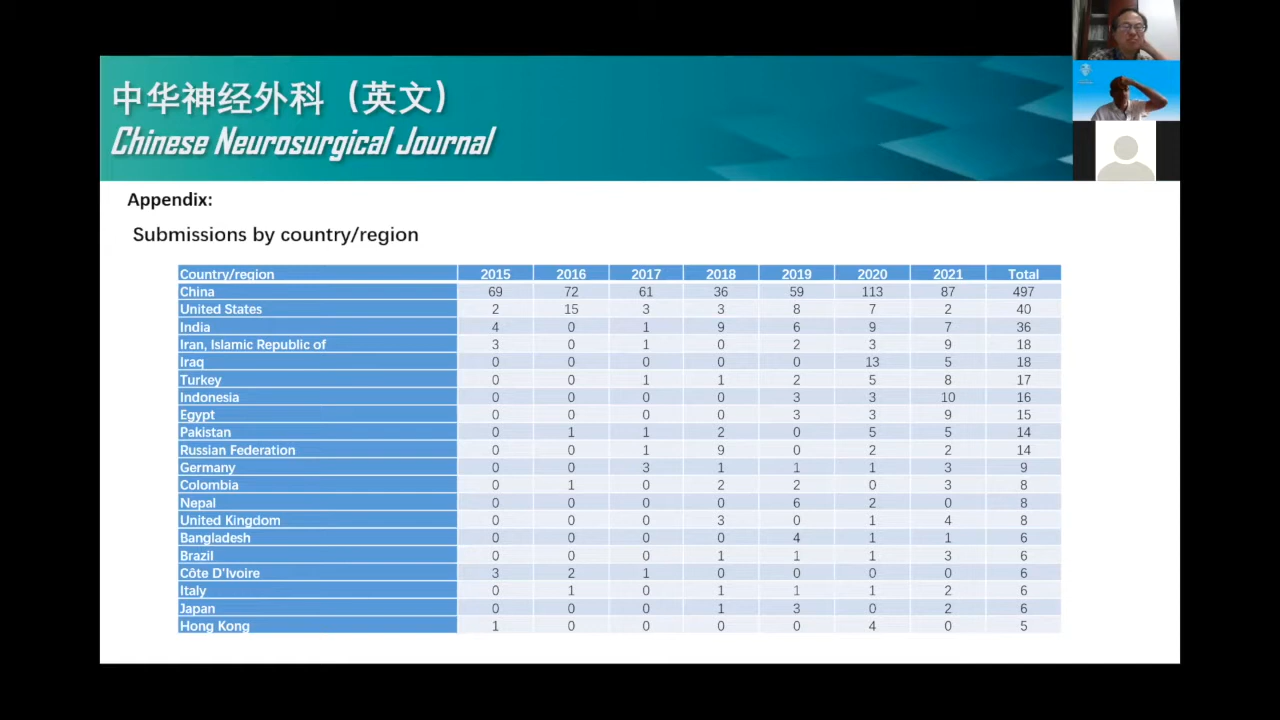 中华神经外科（英文）
Chinese Neurosurgical Journal
Appendix:
Submissions by country/region
Country/region 2015 2016 2017 2018 2019 2020 2021 Total
China 69 72 61 36 59 113 87 497
United States 2 15 3 3 8 7 2 40
India 4 0 1 9 6 9 7 36
Iran, Islamic Republic of 3 0 1 0 2 3 9 18
Iraq 0 0 0 0 0 13 5 18
Turkey 0 0 1 1 2 5 8 17
Indonesia 0 0 0 0 3 3 10 16
Egypt 0 0 0 0 3 3 9 15
Pakistan 0 1 1 2 0 5 5 14
Russian Federation 0 0 1 9 0 2 2 14
Germany 0 0 3 1 1 1 3 9
Colombia 0 1 0 2 2 0 3 8
Nepal 0 0 0 0 6 2 0 8
United Kingdom 0 0 0 3 0 1 4 8
Bangladesh 0 0 0 0 4 1 1 6
Brazil 0 0 0 1 1 1 3 6
Côte D'Ivoire 3 2 1 0 0 0 0 6
Italy 0 1 0 1 1 1 2 6
Japan 0 0 0 1 3 0 2 6
Hong Kong 1 0 0 0 0 4 0 5